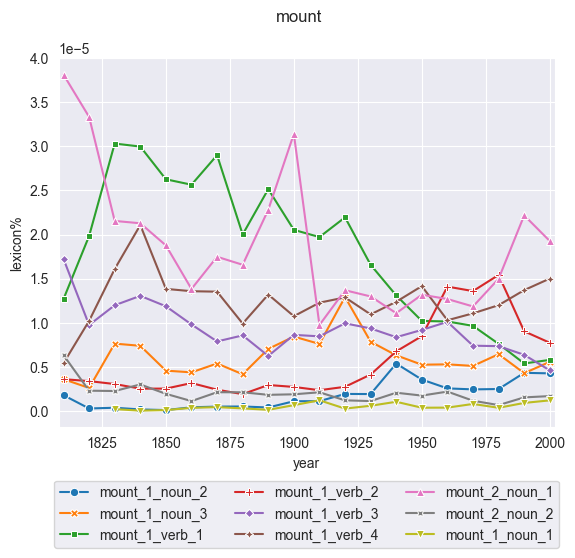 mount
1e−5
4.0
3.5
3.0
2.5
2.0
1.5
1.0
0.5
0.0
lexicon%
1825 1850 1875 1900 1925 1950 1975 2000
year
mount_1_noun_2 mount_1_verb_2 mount_2_noun_1
mount_1_noun_3 mount_1_verb_3 mount_2_noun_2
mount_1_verb_1 mount_1_verb_4 mount_1_noun_1